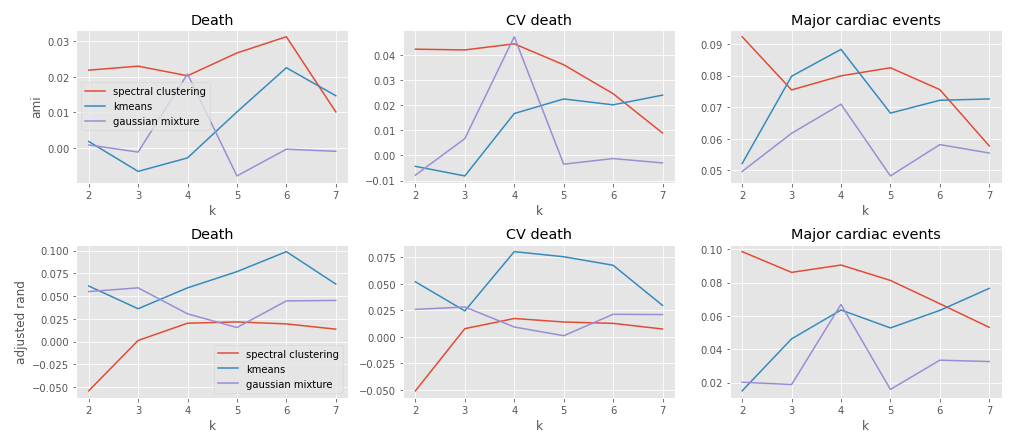 Death
CV death
Major cardiac events
ami
0.03
0.02
0.01
0.00
spectral clustering
kmeans
gaussian mixture
2 3 4 5 6 7
k
0.04
0.03
0.02
0.01
0.00
−0.01
2 3 4 5 6 7
k
0.09
0.08
0.07
0.06
0.05
2 3 4 5 6 7
k
Death
CV death
Major cardiac events
adjusted rand
0.100
0.075
0.050
0.025
0.000
−0.025
−0.050
spectral clustering
kmeans
gaussian mixture
2 3 4 5 6 7
k
0.075
0.050
0.025
0.000
−0.025
−0.050
2 3 4 5 6 7
k
0.10
0.08
0.06
0.04
0.02
2 3 4 5 6 7
k